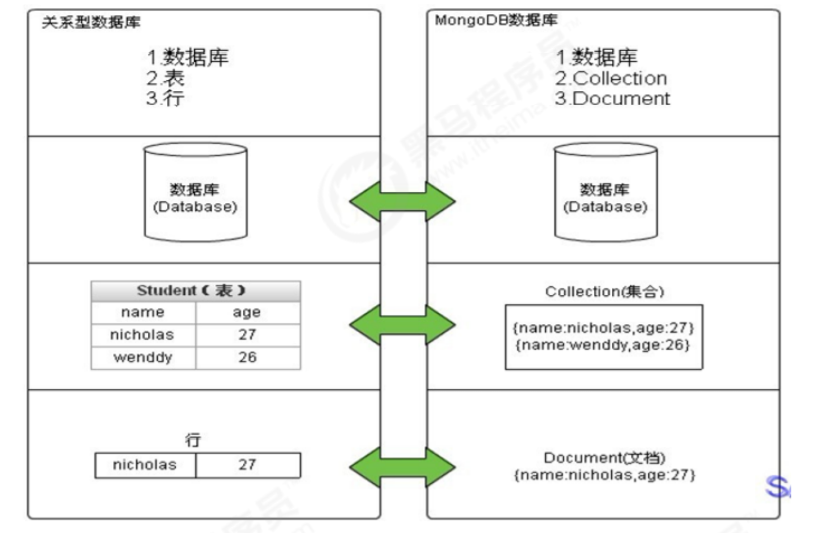 关系型数据库
1.数据库
2.表
3.行
数据库
(Database)
Student(表)
name age
nicholas 27
wenddy 26
行
nicholas 27
MongoDB数据库
1.数据库
2.Collection
3.Document
数据库
(Database)
Collection(集合)
{name:nicholas,age:27}
{name:wenddy,age:26}
Document(文档)
{name:nicholas,age:27}
黑马程序员